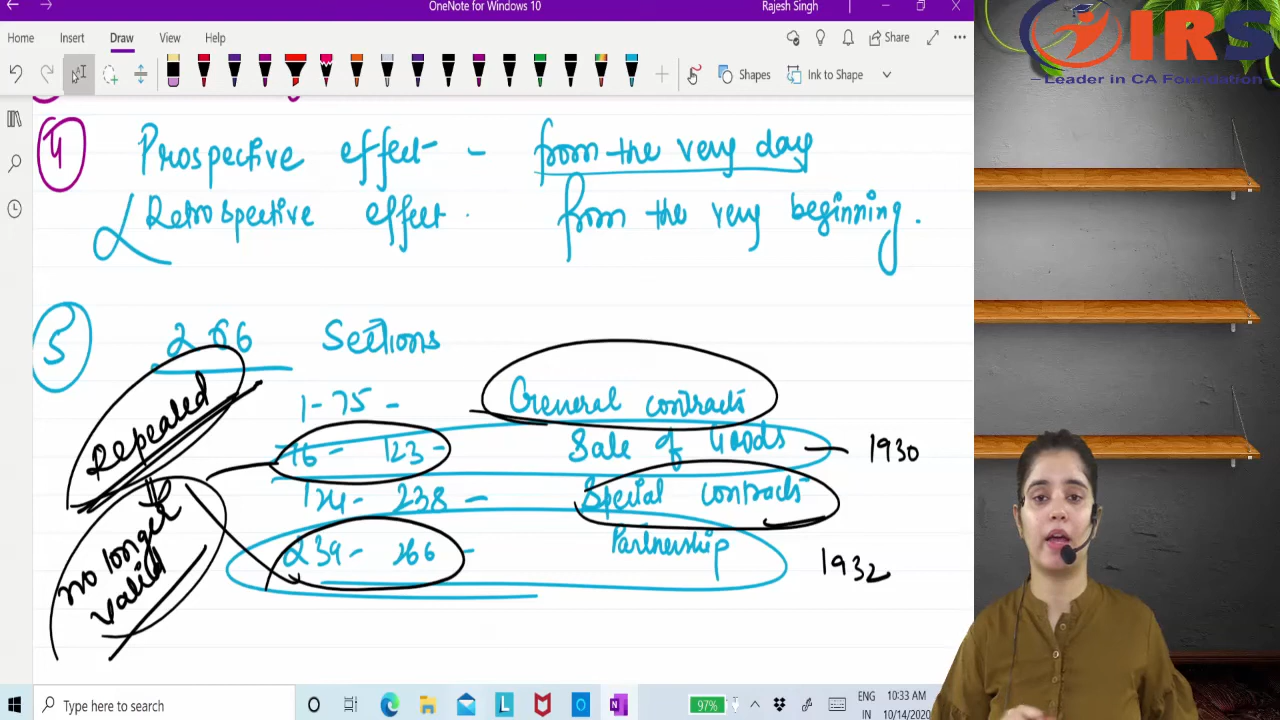 OneNote for Windows 10
Rajesh Singh
Home Insert Draw View Help
Share
Shapes
Ink to Shape
IRS
Leader in CA Foundation
4 Prospective effect - from the very day
Retrospective effect - from the very beginning.
5 266 Sections
1-75 - General contracts
76 - 123 - Sale of Goods - 1930
124 - 238 - Special contracts
239 - 266 - Partnership 1932
Repealed
no longer
valid
Type here to search
97%
ENG
IN
10:33 AM
10/14/2020